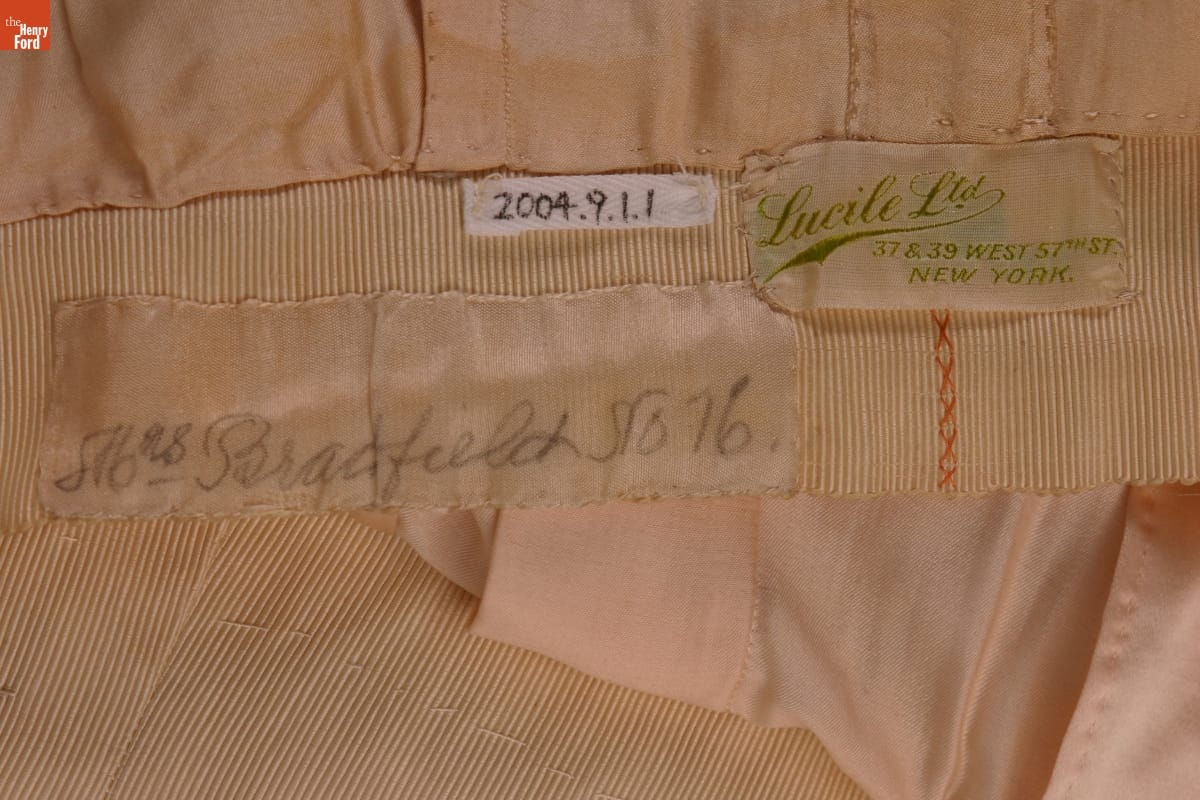 the
Henry
Ford
2004.9.1.1
Lucile Ltd
37 & 39 WEST 57TH ST.
NEW YORK.
Mrs Bradfield No 76.